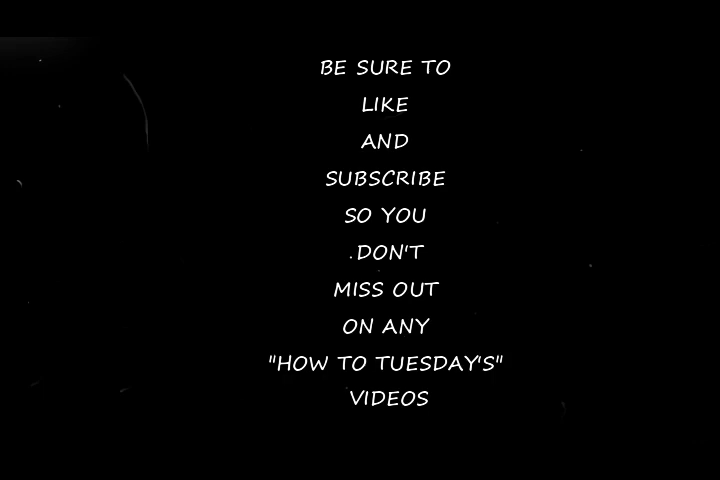 BE SURE TO
LIKE
AND
SUBSCRIBE
SO YOU
DON'T
MISS OUT
ON ANY
"HOW TO TUESDAY'S"
VIDEOS